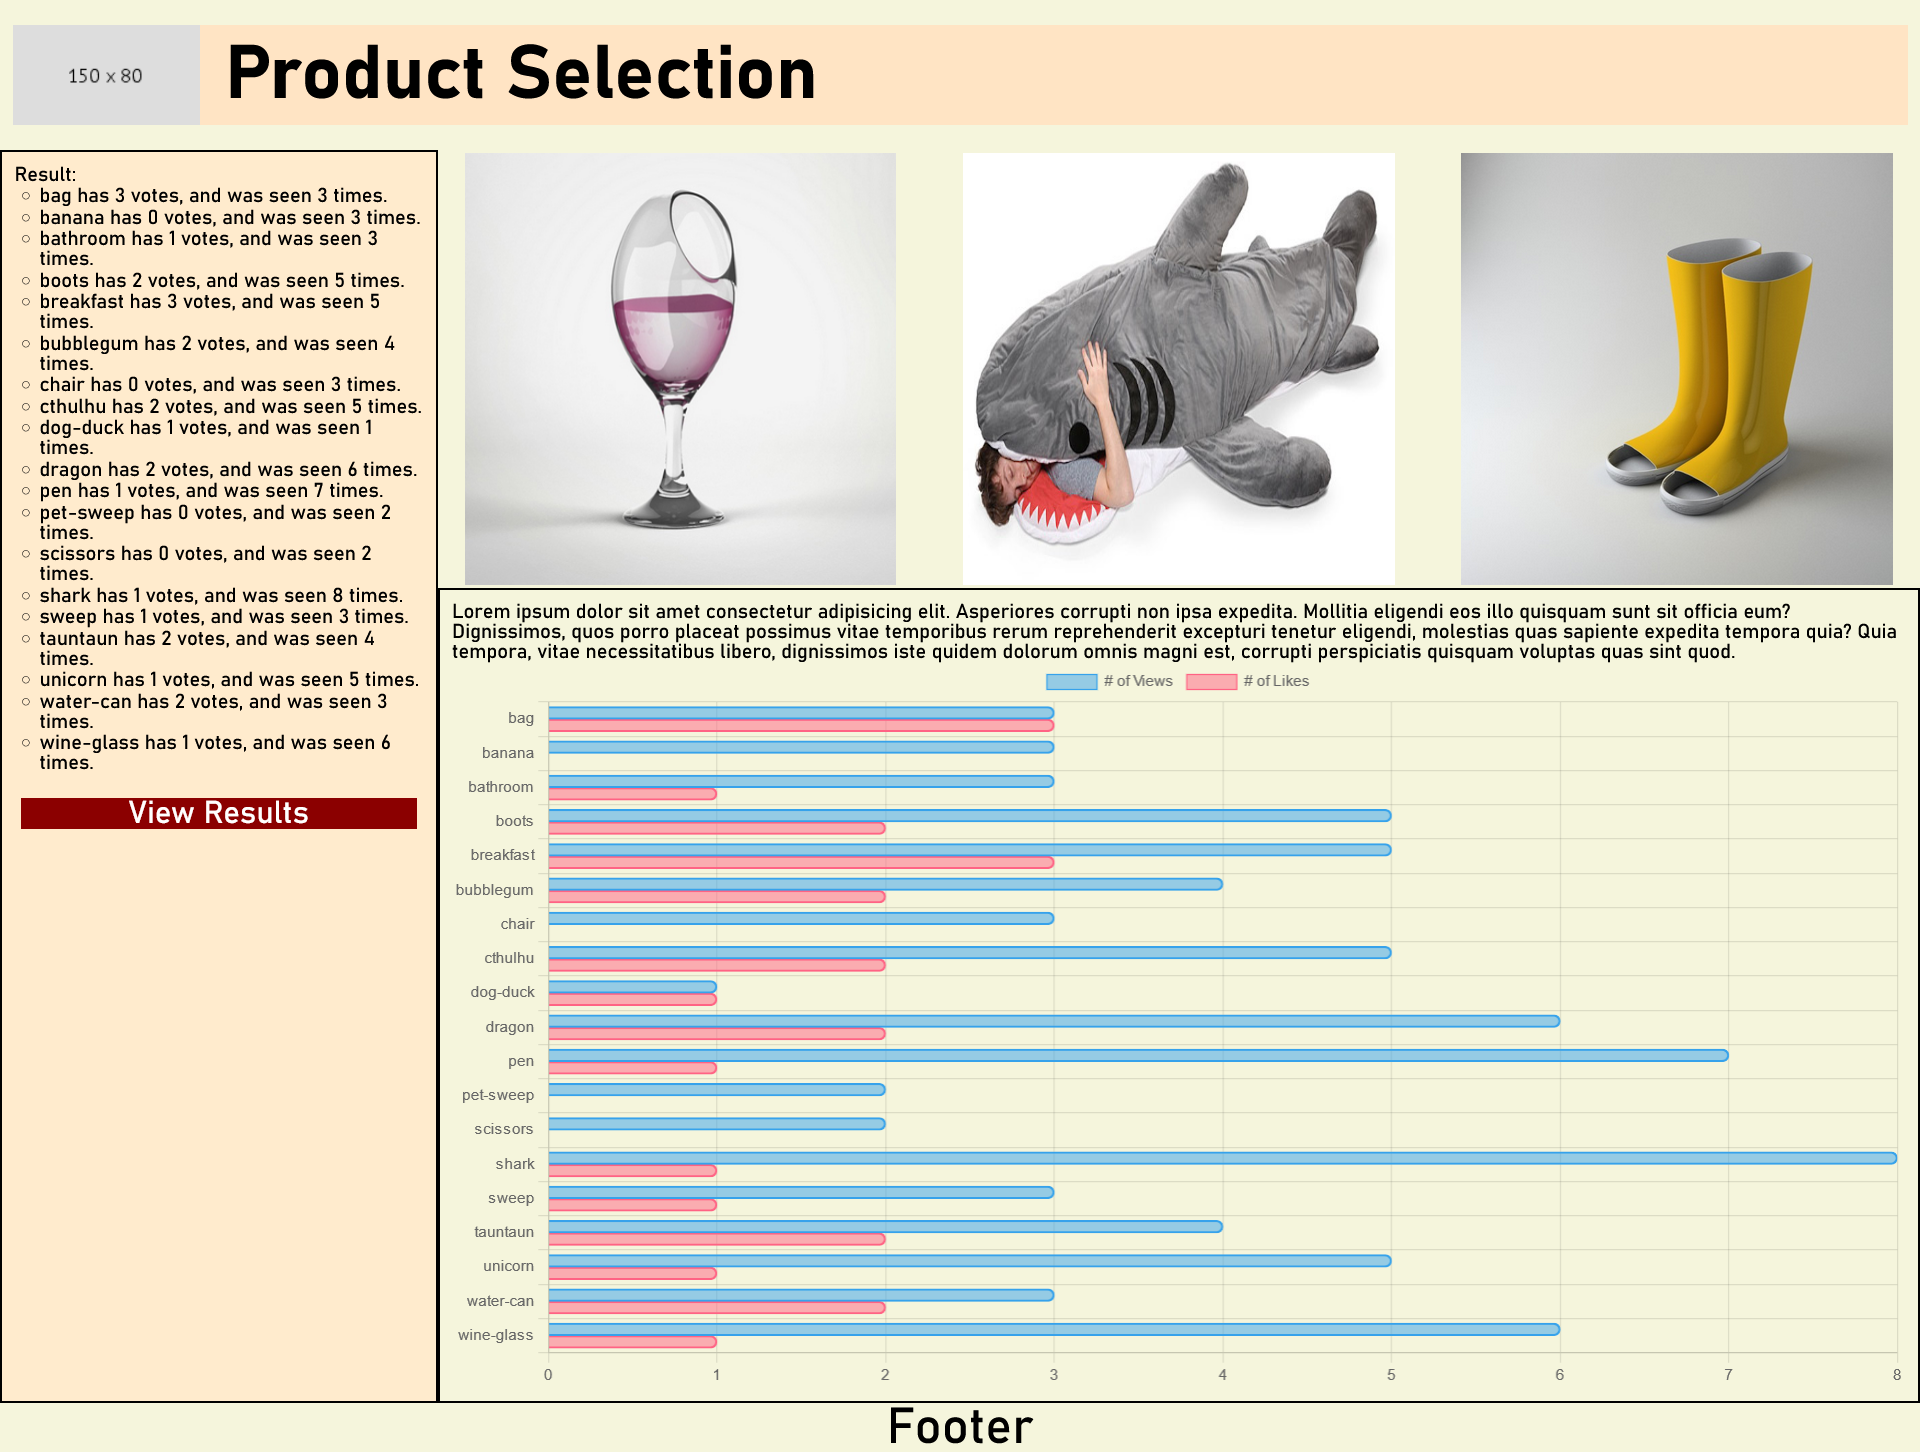 150 x 80
Product Selection
Result:
bag has 3 votes, and was seen 3 times.
banana has 0 votes, and was seen 3 times.
bathroom has 1 votes, and was seen 3
times.
boots has 2 votes, and was seen 5 times.
breakfast has 3 votes, and was seen 5
times.
bubblegum has 2 votes, and was seen 4
times.
chair has 0 votes, and was seen 3 times.
cthulhu has 2 votes, and was seen 5 times.
dog-duck has 1 votes, and was seen 1
times.
dragon has 2 votes, and was seen 6 times.
pen has 1 votes, and was seen 7 times.
pet-sweep has 0 votes, and was seen 2
times.
scissors has 0 votes, and was seen 2
times.
shark has 1 votes, and was seen 8 times.
sweep has 1 votes, and was seen 3 times.
tauntaun has 2 votes, and was seen 4
times.
unicorn has 1 votes, and was seen 5 times.
water-can has 2 votes, and was seen 3
times.
wine-glass has 1 votes, and was seen 6
times.
View Results
Lorem ipsum dolor sit amet consectetur adipisicing elit. Asperiores corrupti non ipsa expedita. Mollitia eligendi eos illo quisquam sunt sit officia eum?
Dignissimos, quos porro placeat possimus vitae temporibus rerum reprehenderit excepturi tenetur eligendi, molestias quas sapiente expedita tempora quia? Quia
tempora, vitae necessitatibus libero, dignissimos iste quidem dolorum omnis magni est, corrupti perspiciatis quisquam voluptas quas sint quod.
# of Views # of Likes
bag
banana
bathroom
boots
breakfast
bubblegum
chair
cthulhu
dog-duck
dragon
pen
pet-sweep
scissors
shark
sweep
tauntaun
unicorn
water-can
wine-glass
0 1 2 3 4 5 6 7 8
Footer